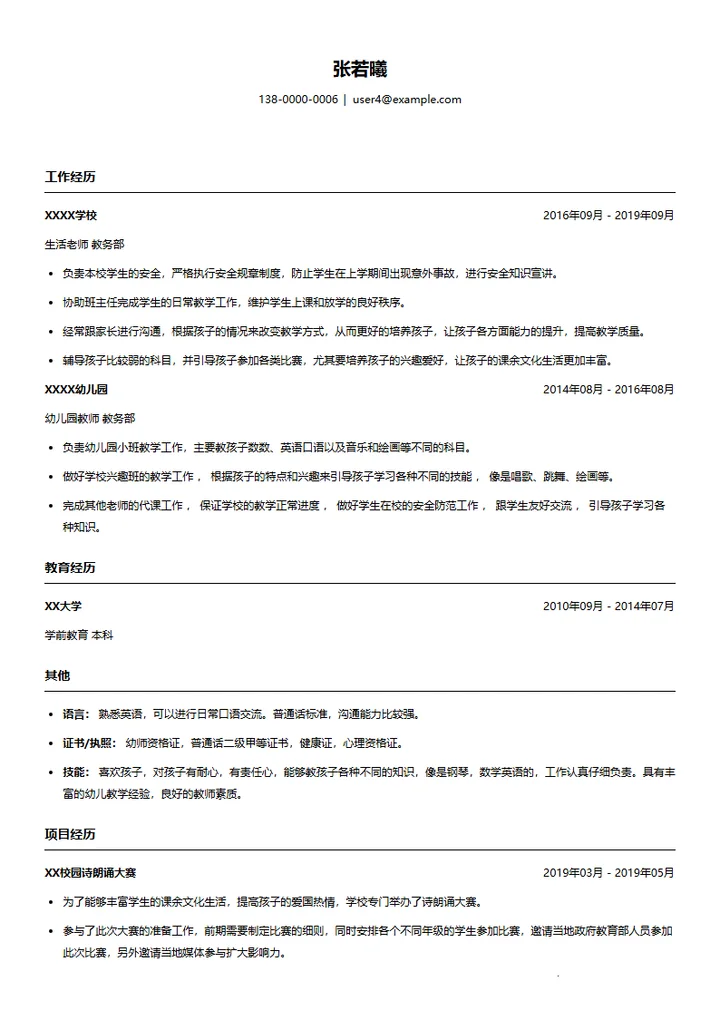 张若曦
138-0000-0006 | user4@example.com
工作经历
XXXX学校 2016年09月 - 2019年09月
生活老师 教务部
• 负责本校学生的安全，严格执行安全规章制度，防止学生在上学期间出现意外事故，进行安全知识宣讲。
• 协助班主任完成学生的日常教学工作，维护学生上课和放学的良好秩序。
• 经常跟家长进行沟通，根据孩子的情况来改变教学方式，从而更好的培养孩子，让孩子各方面能力的提升，提高教学质量。
• 辅导孩子比较弱的科目，并引导孩子参加各类比赛，尤其要培养孩子的兴趣爱好，让孩子的课余文化生活更加丰富。
XXXX幼儿园 2014年08月 - 2016年08月
幼儿园教师 教务部
• 负责幼儿园小班教学工作，主要教孩子数数、英语口语以及音乐和绘画等不同的科目。
• 做好学校兴趣班的教学工作 ， 根据孩子的特点和兴趣来引导孩子学习各种不同的技能 ， 像是唱歌、跳舞、绘画等。
• 完成其他老师的代课工作 ， 保证学校的教学正常进度 ， 做好学生在校的安全防范工作 ， 跟学生友好交流 ， 引导孩子学习各
种知识。
教育经历
XX大学 2010年09月 - 2014年07月
学前教育 本科
其他
• 语言： 熟悉英语，可以进行日常口语交流。普通话标准，沟通能力比较强。
• 证书/执照： 幼师资格证，普通话二级甲等证书，健康证，心理资格证。
• 技能： 喜欢孩子，对孩子有耐心，有责任心，能够教孩子各种不同的知识，像是钢琴，数学英语的，工作认真仔细负责。具有丰
富的幼儿教学经验，良好的教师素质。
项目经历
XX校园诗朗诵大赛 2019年03月 - 2019年05月
• 为了能够丰富学生的课余文化生活，提高孩子的爱国热情，学校专门举办了诗朗诵大赛。
• 参与了此次大赛的准备工作，前期需要制定比赛的细则，同时安排各个不同年级的学生参加比赛，邀请当地政府教育部人员参加
此次比赛，另外邀请当地媒体参与扩大影响力。